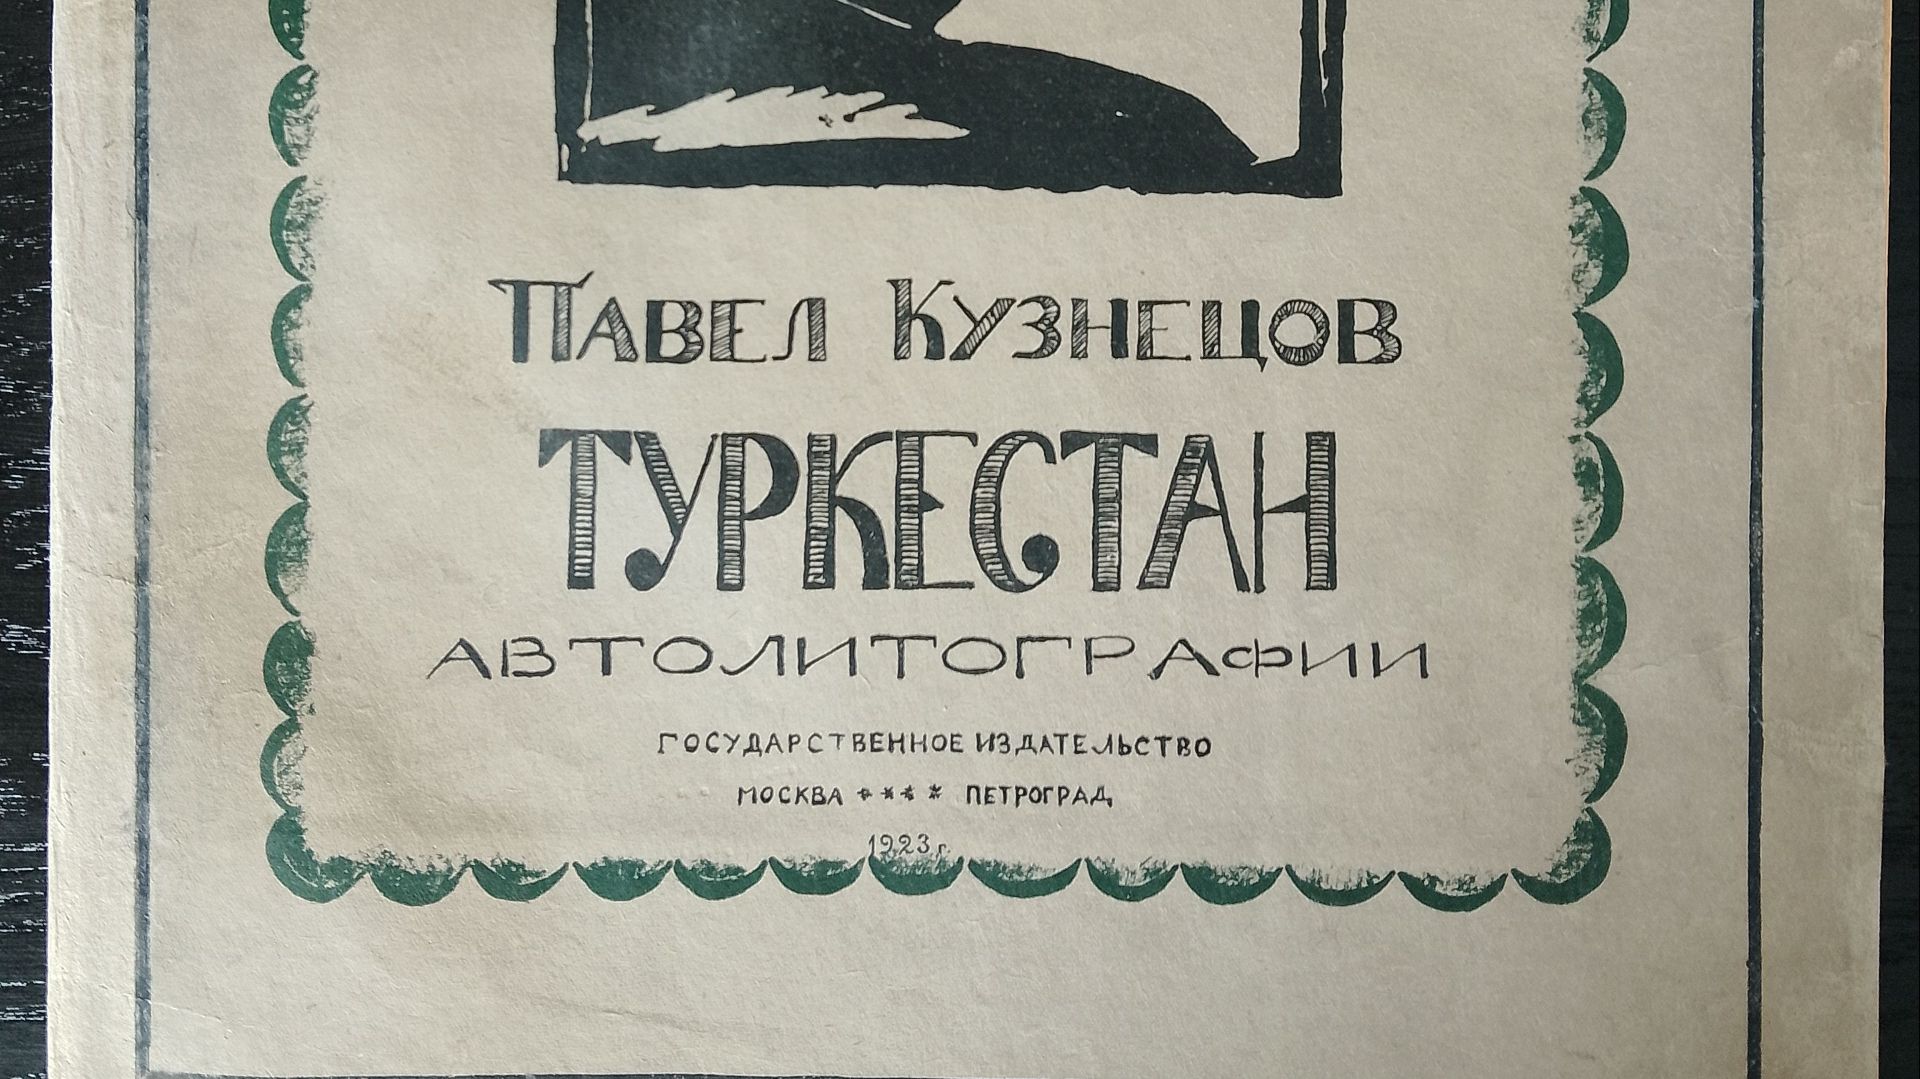 ПАВЕЛ КУЗНЕЦОВ
ТУРКЕСТАН
АВТОЛИТОГРАФИИ
ГОСУДАРСТВЕННОЕ ИЗДАТЕЛЬСТВО
МОСКВА **** ПЕТРОГРАД
1923 г.